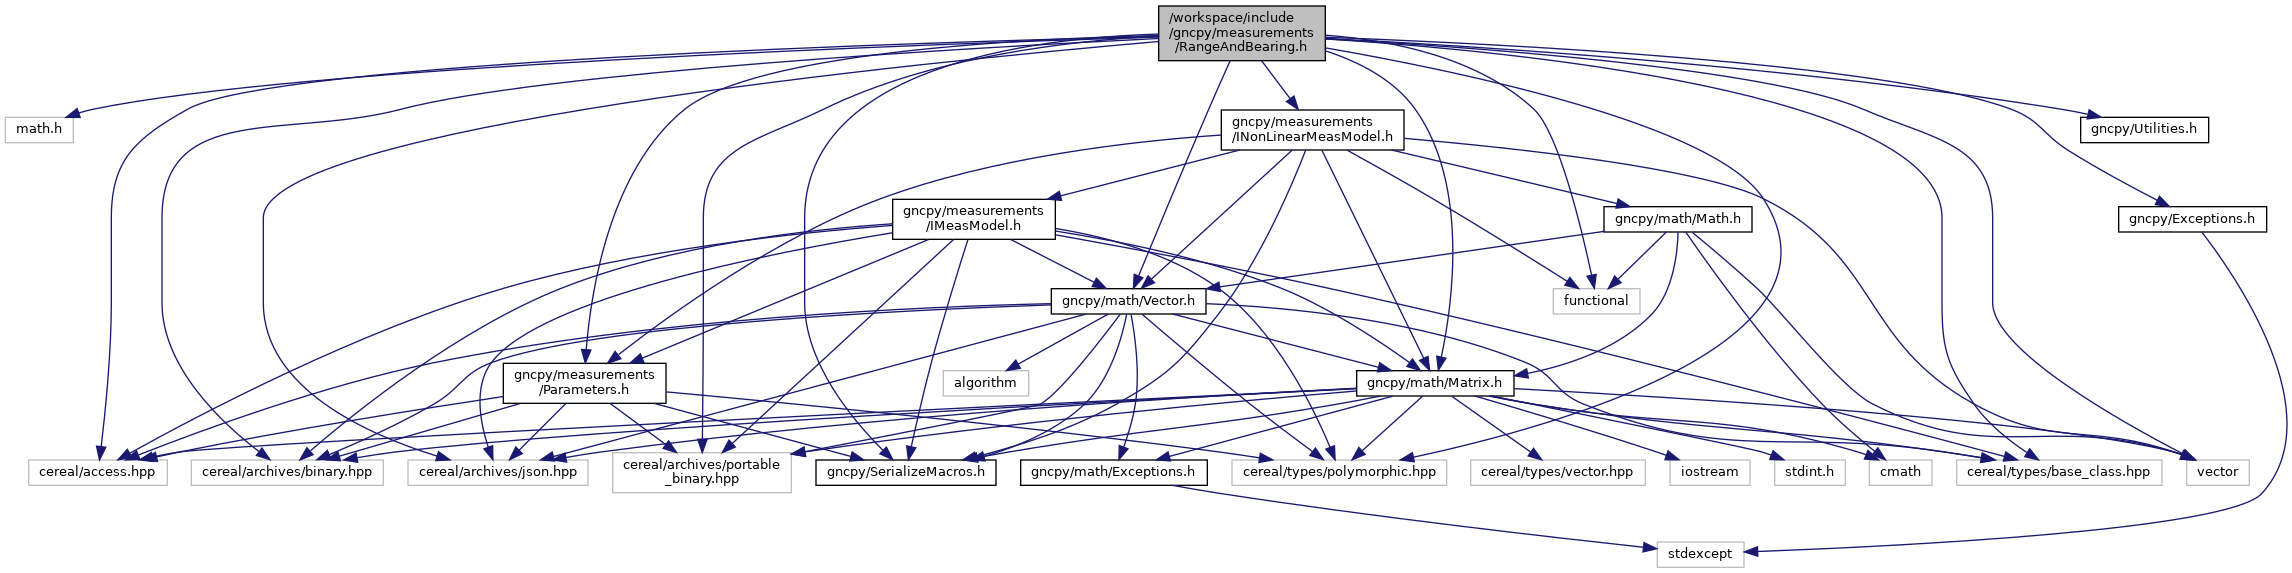 /workspace/include
/gncpy/measurements
/RangeAndBearing.h
math.h
gncpy/measurements
/INonLinearMeasModel.h
gncpy/Utilities.h
gncpy/measurements
/IMeasModel.h
gncpy/math/Math.h
gncpy/Exceptions.h
gncpy/math/Vector.h
functional
gncpy/measurements
/Parameters.h
algorithm
gncpy/math/Matrix.h
cereal/access.hpp
cereal/archives/binary.hpp
cereal/archives/json.hpp
cereal/archives/portable
_binary.hpp
gncpy/SerializeMacros.h
gncpy/math/Exceptions.h
cereal/types/polymorphic.hpp
cereal/types/vector.hpp
iostream
stdint.h
cmath
cereal/types/base_class.hpp
vector
stdexcept